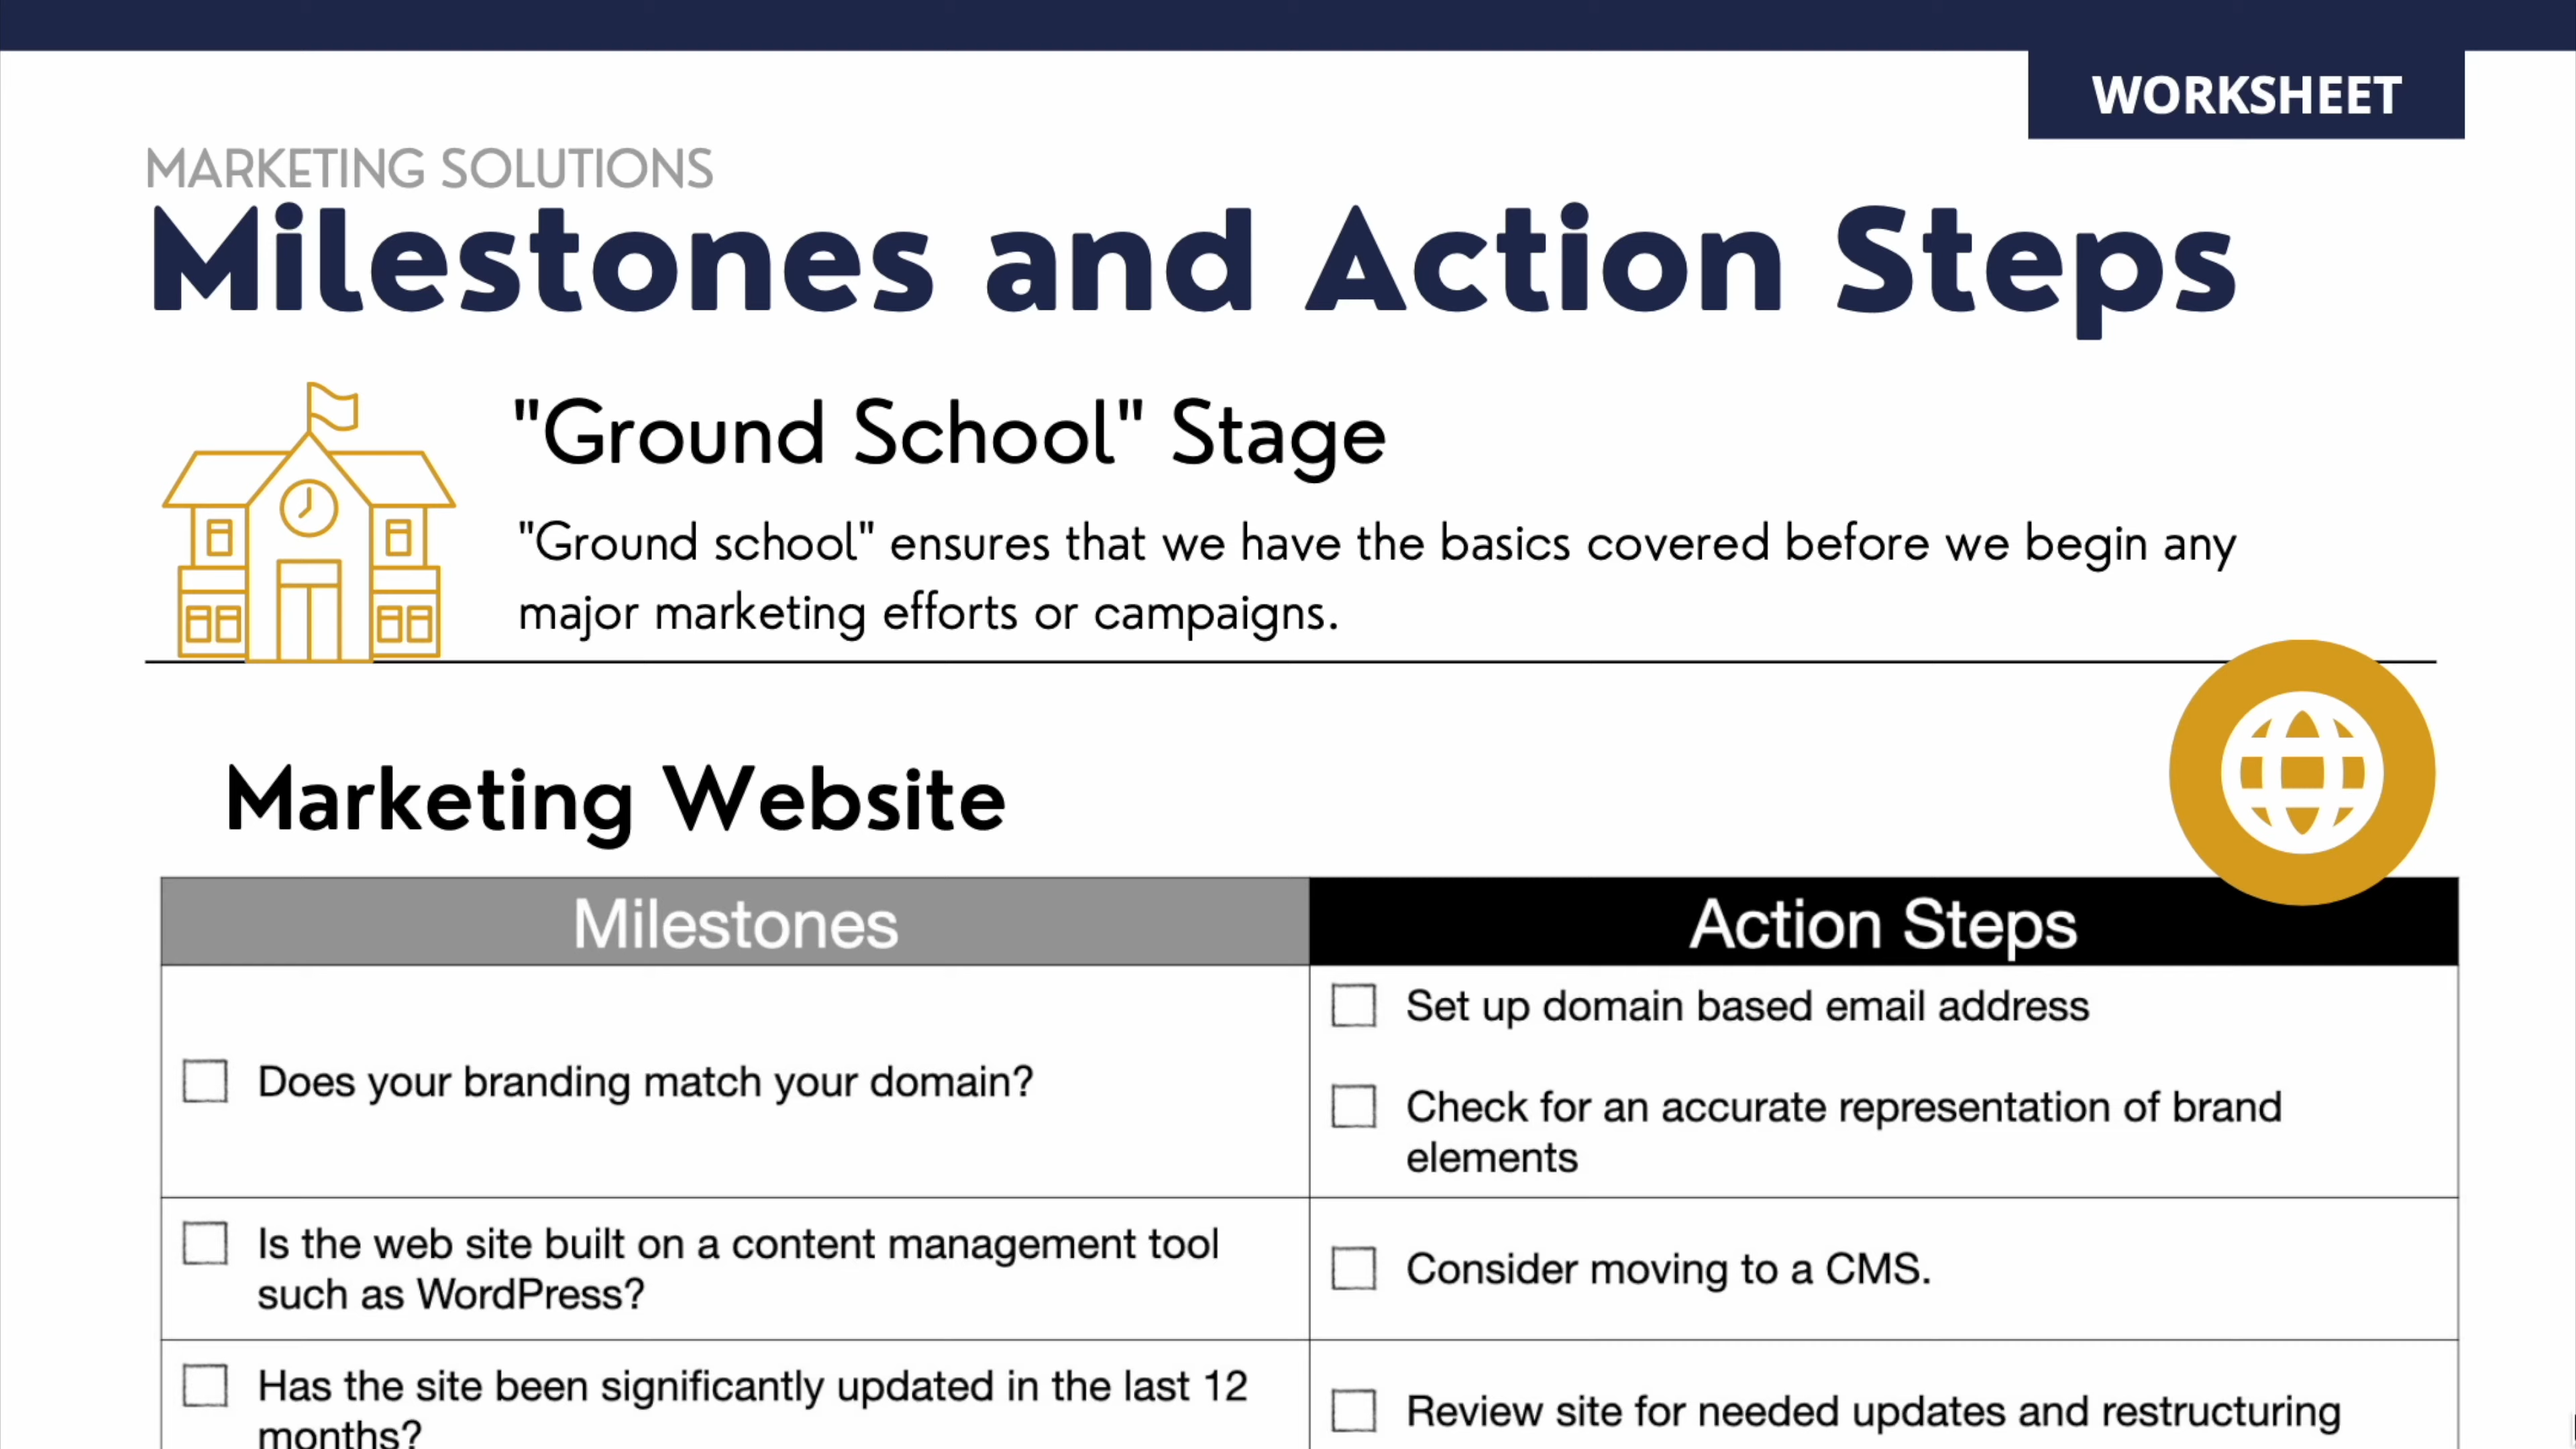 WORKSHEET
MARKETING SOLUTIONS
Milestones and Action Steps
"Ground School" Stage
"Ground school" ensures that we have the basics covered before we begin any
major marketing efforts or campaigns.
Marketing Website
Milestones
Action Steps
Does your branding match your domain?
Set up domain based email address
Check for an accurate representation of brand
elements
Is the web site built on a content management tool
such as WordPress?
Consider moving to a CMS.
Has the site been significantly updated in the last 12
months?
Review site for needed updates and restructuring